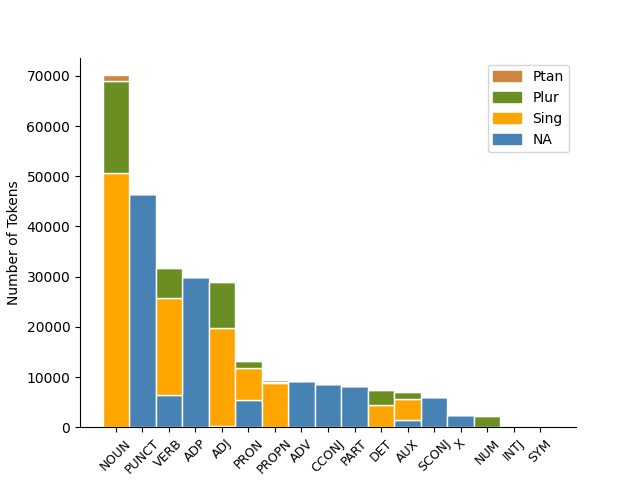 Ptan
Plur
Sing
NA
Number of Tokens
70000
60000
50000
40000
30000
20000
10000
0
NOUN
PUNCT
VERB
ADP
ADJ
PRON
PROPN
ADV
CCONJ
PART
DET
AUX
SCONJ
X
NUM
INTJ
SYM